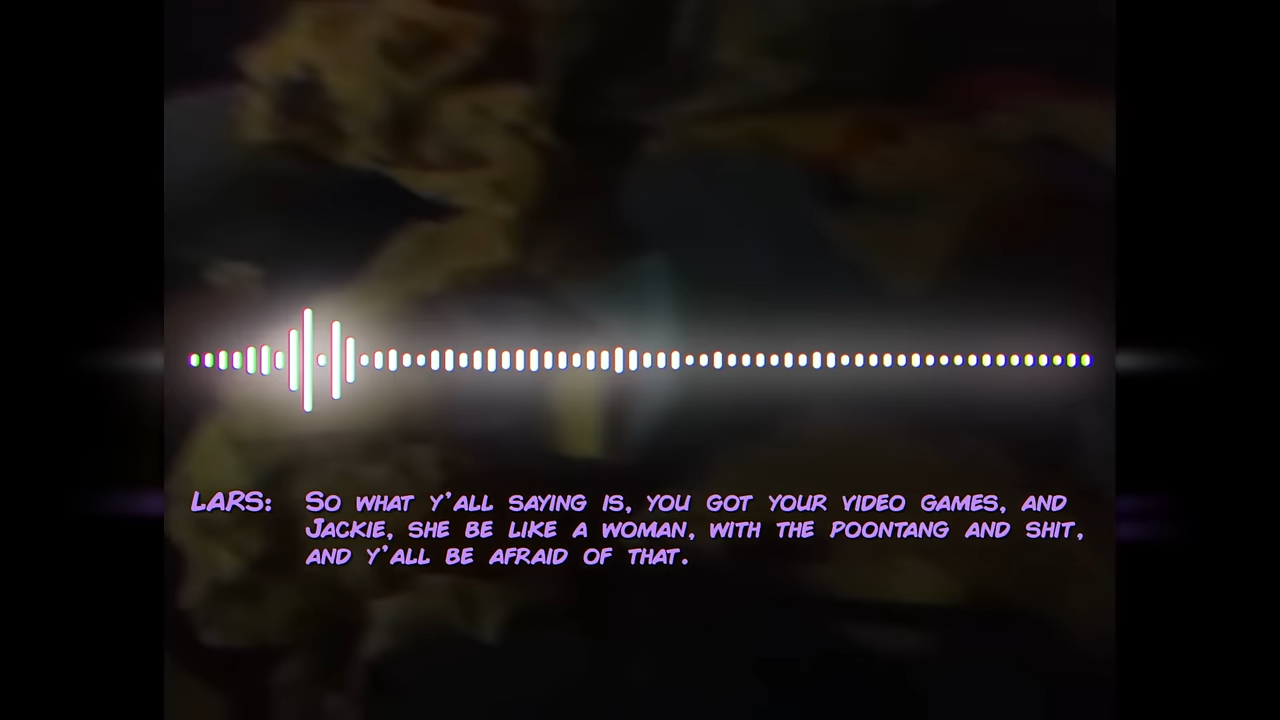 LARS: So what y'all saying is, you got your video games, and
Jackie, she be like a woman, with the poontang and shit,
and y'all be afraid of that.